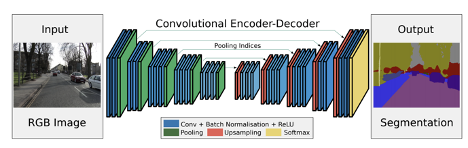 Convolutional Encoder-Decoder
Input
Output
Pooling Indices
RGB Image
Segmentation
Conv + Batch Normalisation + ReLU
Pooling
Upsampling
Softmax